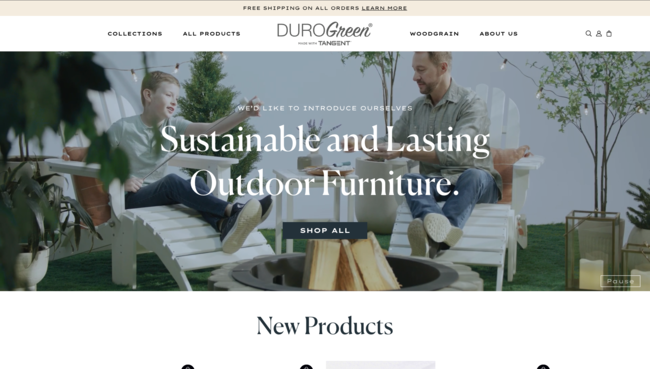 FREE SHIPPING ON ALL ORDERS LEARN MORE
COLLECTIONS ALL PRODUCTS DUROGreen® WOODGRAIN ABOUT US
MADE WITH TANGENT
WE'D LIKE TO INTRODUCE OURSELVES
Sustainable and Lasting
Outdoor Furniture.
SHOP ALL
Pause
New Products